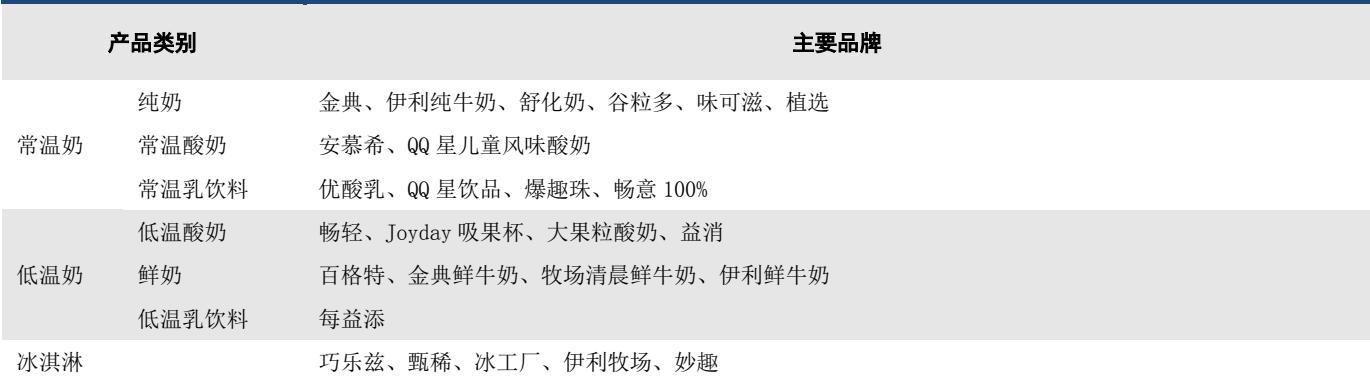 产品类别 主要品牌
纯奶 金典、伊利纯牛奶、舒化奶、谷粒多、味可滋、植选
常温奶 常温酸奶 安慕希、QQ 星儿童风味酸奶
常温乳饮料 优酸乳、QQ 星饮品、爆趣珠、畅意 100%
低温酸奶 畅轻、Joyday 吸果杯、大果粒酸奶、益消
低温奶 鲜奶 百格特、金典鲜牛奶、牧场清晨鲜牛奶、伊利鲜牛奶
低温乳饮料 每益添
冰淇淋 巧乐兹、甄稀、冰工厂、伊利牧场、妙趣